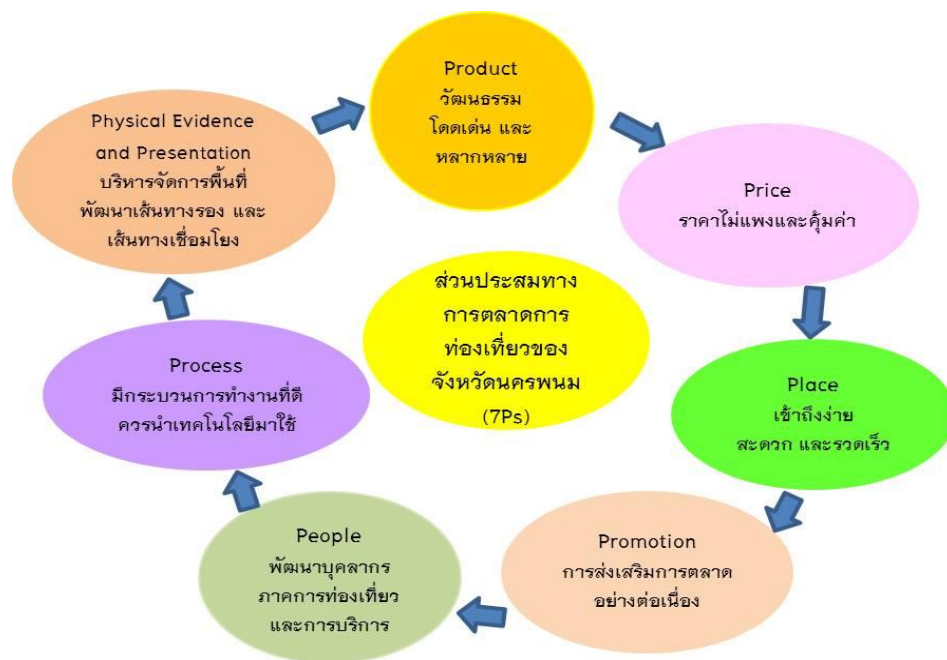 Product
วัฒนธรรม
โดดเด่น และ
หลากหลาย
Price
ราคาไม่แพงและคุ้มค่า
Place
เข้าถึงง่าย
สะดวก และรวดเร็ว
Promotion
การส่งเสริมการตลาด
อย่างต่อเนื่อง
People
พัฒนาบุคลากร
ภาคการท่องเที่ยว
และการบริการ
Process
มีกระบวนการทำงานที่ดี
ควรนำเทคโนโลยีมาใช้
Physical Evidence
and Presentation
บริหารจัดการพื้นที่
พัฒนาเส้นทางรอง และ
เส้นทางเชื่อมโยง
ส่วนประสมทาง
การตลาดการ
ท่องเที่ยวของ
จังหวัดนครพนม
(7Ps)